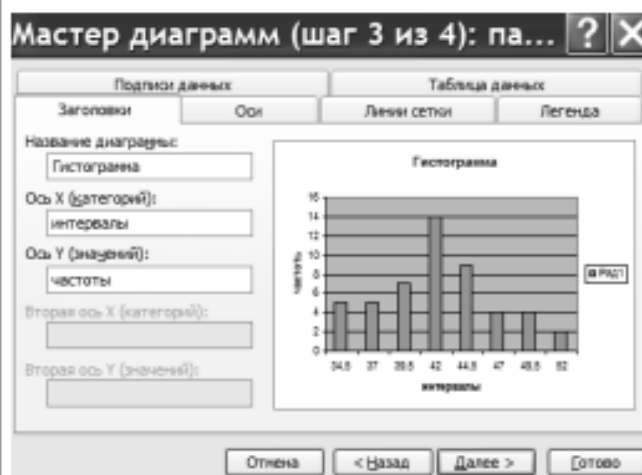 Мастер диаграмм (шаг 3 из 4): па... ? X
Подписи данных Таблица данных
Заголовки Оси Линии сетки Легенда
Название диаграммы:
Гистограмма
Ось X (категорий):
интервалы
Ось Y (значений):
частоты
Вторая ось X (категорий):
Вторая ось Y (значений):
Гистограмма
частоты
16
14
12
10
8
6
4
2
0
34,5 37 39,5 42 44,5 47 49,5 52
интервалы
Ряд1
Отмена < Назад Далее > Готово